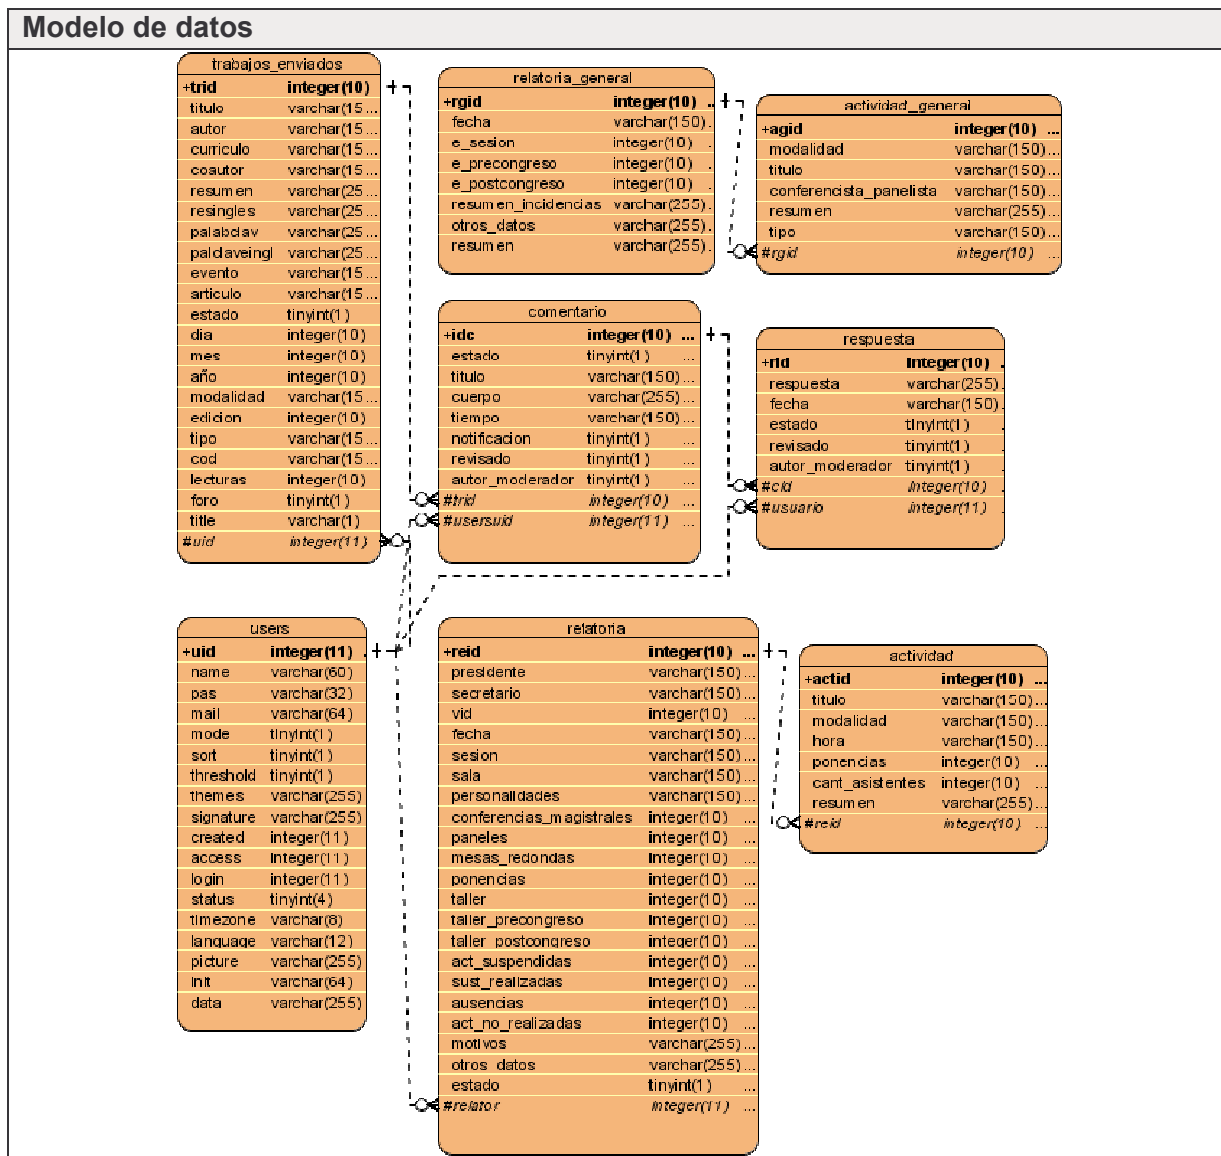 Modelo de datos
trabajos_enviados
+trid integer(10)
titulo varchar(15...
autor varchar(15...
curriculo varchar(15...
coautor varchar(15...
resumen varchar(25...
resingles varchar(25...
palabclav varchar(25...
palclaveingl varchar(25...
evento varchar(15...
articulo varchar(15...
estado tinyint(1)
dia integer(10)
mes integer(10)
año integer(10)
modalidad varchar(15...
edicion integer(10)
tipo varchar(15...
cod varchar(15...
lecturas integer(10)
foro tinyint(1)
title varchar(1)
#uid integer(11)
relatoria_general
+rgid integer(10) ..
fecha varchar(150).
e_sesion integer(10) .
e_precongreso integer(10) .
e_postcongreso integer(10) .
resumen_incidencias varchar(255).
otros_datos varchar(255).
resumen varchar(255).
actividad_general
+agid integer(10) ...
modalidad varchar(150)...
titulo varchar(150)...
conferencista_panelista varchar(150)...
resumen varchar(255)...
tipo varchar(150)...
#rgid integer(10) ...
comentario
+idc integer(10) ...
estado tinyint(1) ...
titulo varchar(150)...
cuerpo varchar(255)...
tiempo varchar(150)...
notificacion tinyint(1) ...
revisado tinyint(1) ...
autor_moderador tinyint(1) ...
#trid integer(10) ...
#usersuid integer(11) ...
respuesta
+rid integer(10) .
respuesta varchar(255).
fecha varchar(150).
estado tinyint(1) .
revisado tinyint(1) .
autor_moderador tinyint(1) .
#cid integer(10) .
#usuario integer(11) .
users
+uid integer(11) .
name varchar(60)
pas varchar(32)
mail varchar(64)
mode tinyint(1)
sort tinyint(1)
threshold tinyint(1)
themes varchar(255)
signature varchar(255)
created integer(11)
access integer(11)
login integer(11)
status tinyint(4)
timezone varchar(8)
language varchar(12)
picture varchar(255)
init varchar(64)
data varchar(255)
relatoria
+reid integer(10) ...
presidente varchar(150)...
secretario varchar(150)...
vid integer(10) ...
fecha varchar(150)...
sesion varchar(150)...
sala varchar(150)...
personalidades varchar(150)...
conferencias_magistrales integer(10) ...
paneles integer(10) ...
mesas_redondas integer(10) ...
ponencias integer(10) ...
taller integer(10) ...
taller_precongreso integer(10) ...
taller_postcongreso integer(10) ...
act_suspendidas integer(10) ...
sust_realizadas integer(10) ...
ausencias integer(10) ...
act_no_realizadas integer(10) ...
motivos varchar(255)...
otros_datos varchar(255)...
estado tinyint(1) ...
#relator integer(11) ...
actividad
+actid integer(10) ...
titulo varchar(150)...
modalidad varchar(150)...
hora varchar(150)...
ponencias integer(10) ...
cant_asistentes integer(10) ...
resumen varchar(255)...
#reid integer(10) ...